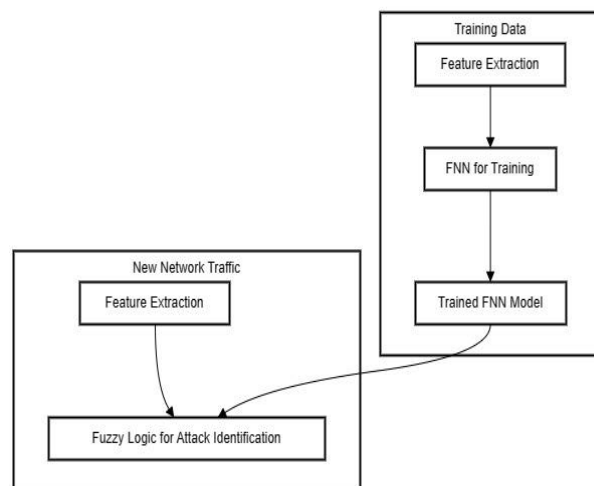 Training Data
Feature Extraction
FNN for Training
Trained FNN Model
New Network Traffic
Feature Extraction
Fuzzy Logic for Attack Identification